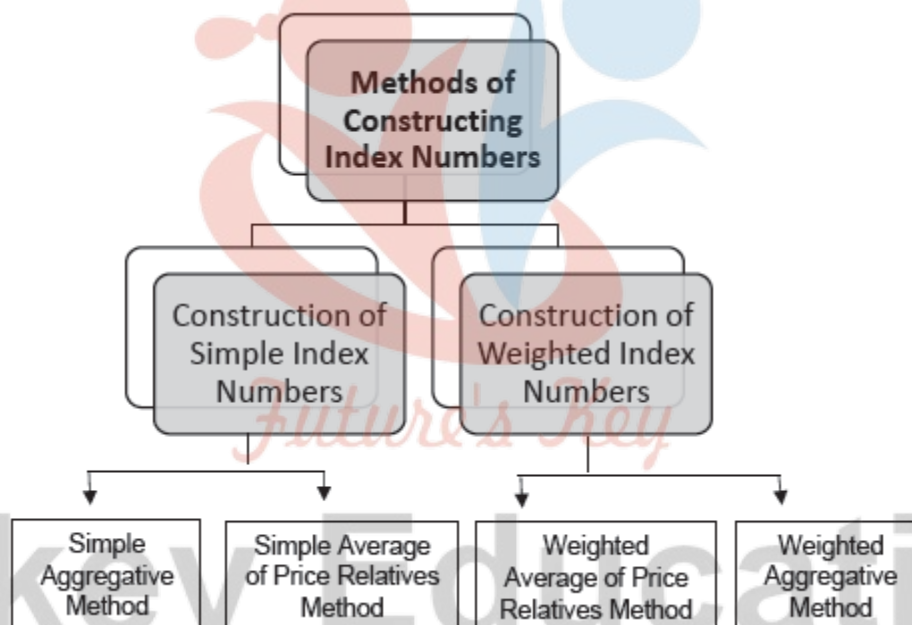 Methods of
Constructing
Index Numbers
Construction of
Simple Index
Numbers
Construction of
Weighted Index
Numbers
Future's Key
Simple
Aggregative
Method
Simple Average
of Price Relatives
Method
Weighted
Average of Price
Relatives Method
Weighted
Aggregative
Method
key Educati